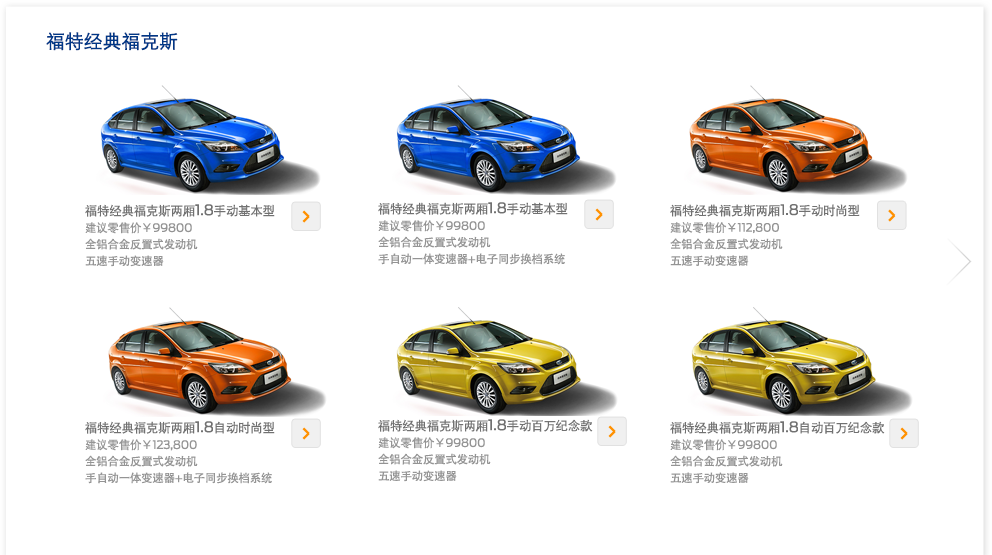 福特经典福克斯
福特经典福克斯两厢1.8手动基本型
建议零售价￥99800
全铝合金反置式发动机
五速手动变速器
福特经典福克斯两厢1.8手动基本型
建议零售价￥99800
全铝合金反置式发动机
手自动一体变速器+电子同步换档系统
福特经典福克斯两厢1.8手动时尚型
建议零售价￥112,800
全铝合金反置式发动机
五速手动变速器
福特经典福克斯两厢1.8自动时尚型
建议零售价￥123,800
全铝合金反置式发动机
手自动一体变速器+电子同步换档系统
福特经典福克斯两厢1.8手动百万纪念款
建议零售价￥99800
全铝合金反置式发动机
五速手动变速器
福特经典福克斯两厢1.8自动百万纪念款
建议零售价￥99800
全铝合金反置式发动机
五速手动变速器